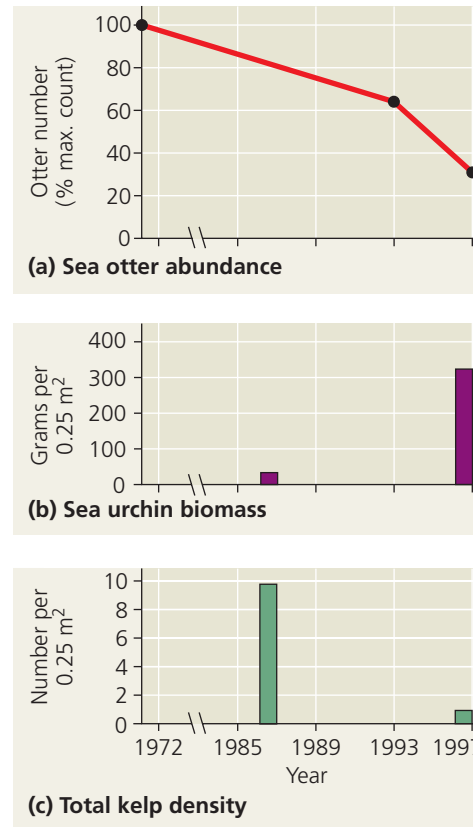 100
80
60
40
20
0
Otter number
(% max. count)
(a) Sea otter abundance
400
300
200
100
0
Grams per
0.25 m²
(b) Sea urchin biomass
10
8
6
4
2
0
Number per
0.25 m²
1972 1985 1989 1993 1997
Year
(c) Total kelp density